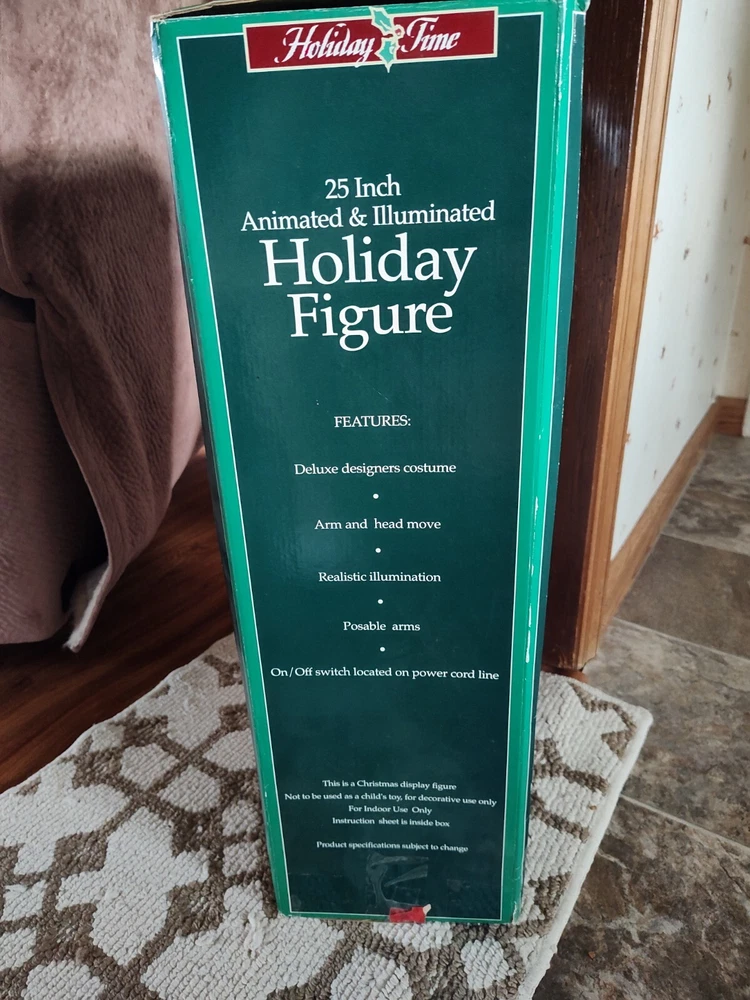 Holiday Time
25 Inch
Animated & Illuminated
Holiday
Figure
FEATURES:
Deluxe designers costume
•
Arm and head move
•
Realistic illumination
•
Posable arms
•
On/Off switch located on power cord line
This is a Christmas display figure
Not to be used as a child's toy, for decorative use only
For Indoor Use Only
Instruction sheet is inside box
Product specifications subject to change